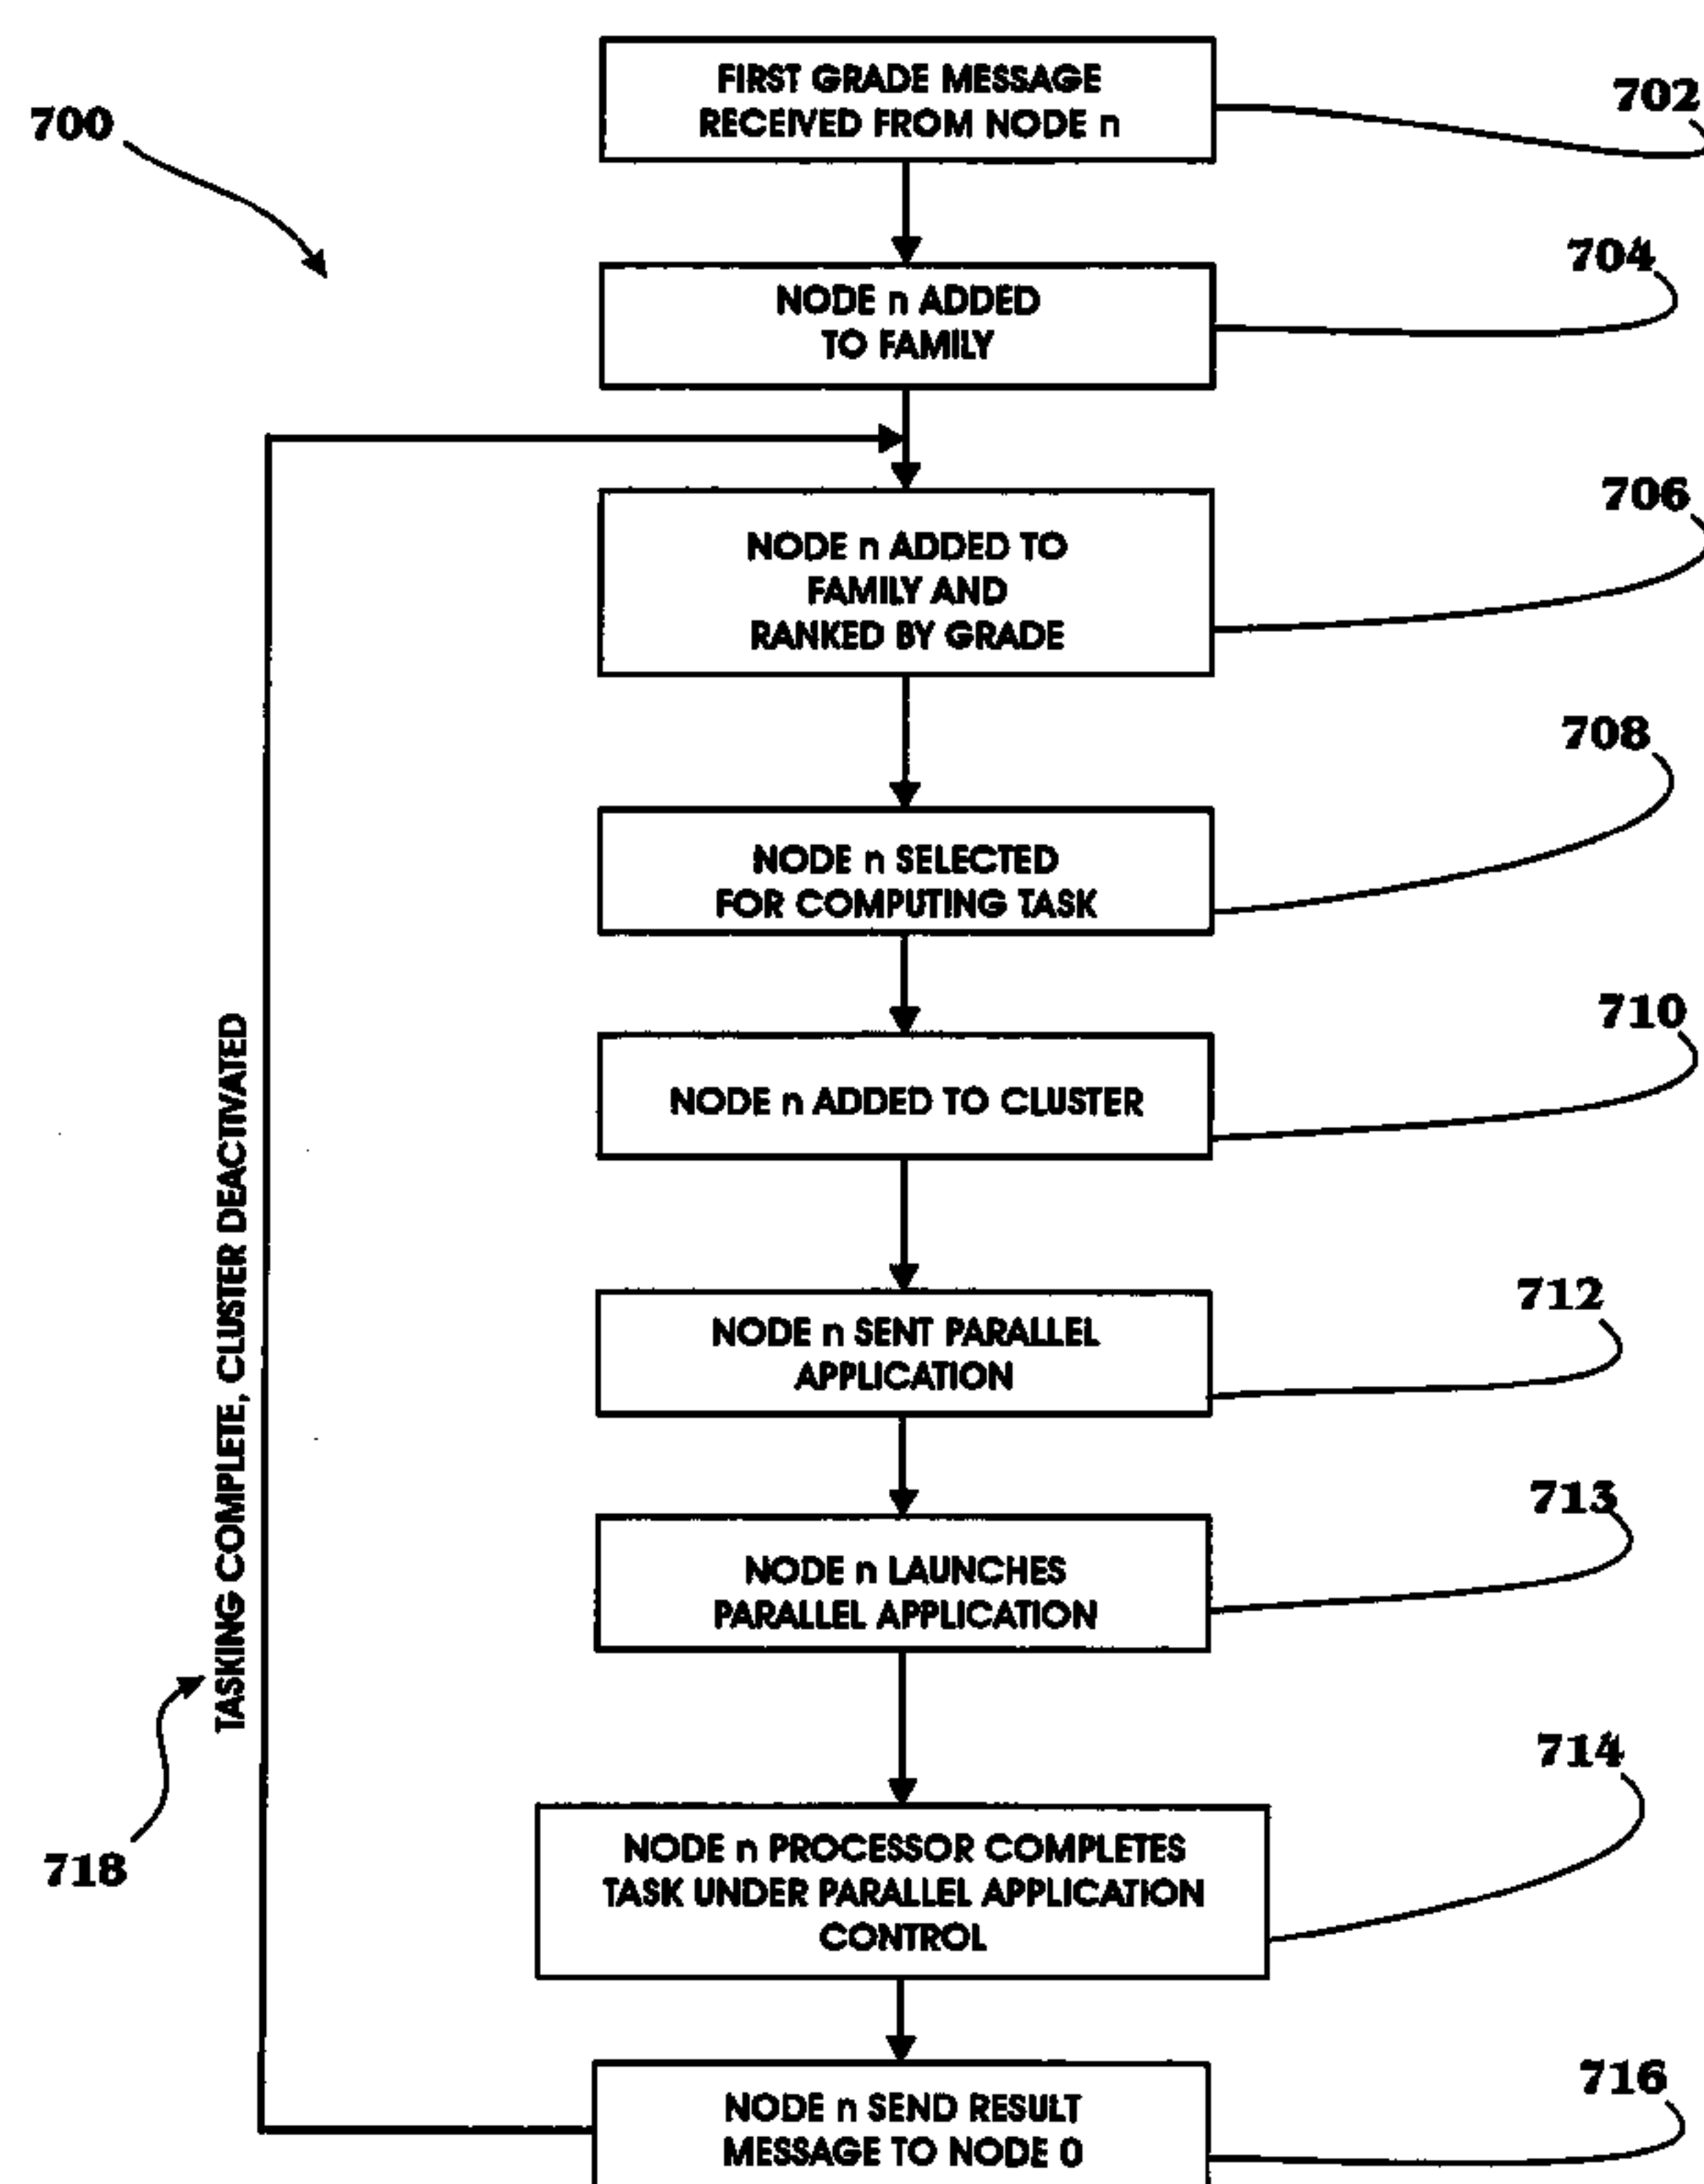 700
FIRST GRADE MESSAGE
RECEIVED FROM NODE n
702
NODE n ADDED
TO FAMILY
704
NODE n ADDED TO
FAMILY AND
RANKED BY GRADE
706
NODE n SELECTED
FOR COMPUTING TASK
708
NODE n ADDED TO CLUSTER
710
NODE n SENT PARALLEL
APPLICATION
712
NODE n LAUNCHES
PARALLEL APPLICATION
713
NODE n PROCESSOR COMPLETES
TASK UNDER PARALLEL APPLICATION
CONTROL
714
NODE n SEND RESULT
MESSAGE TO NODE 0
716
TASKING COMPLETE, CLUSTER DEACTIVATED
718